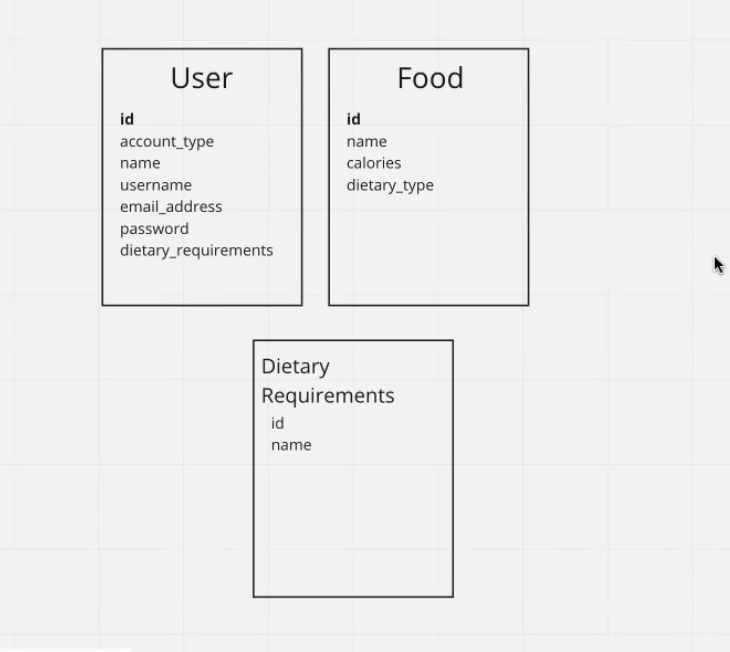 User
id
account_type
name
username
email_address
password
dietary_requirements
Food
id
name
calories
dietary_type
Dietary
Requirements
id
name